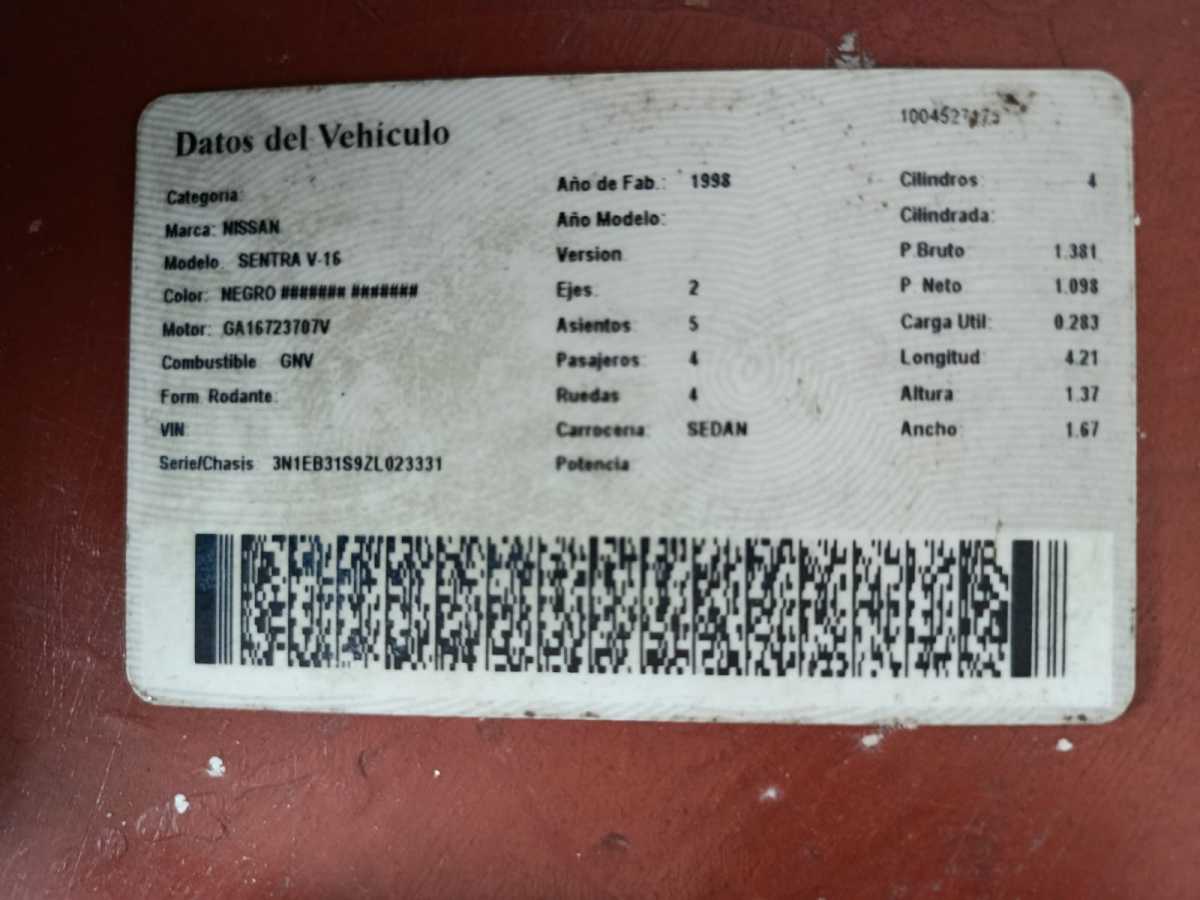 Datos del Vehículo
Categoria:
Marca: NISSAN
Modelo. SENTRA V-16
Color: NEGRO ####### #######
Motor: GA16723707V
Combustible GNV
Form. Rodante:
VIN:
Serie/Chasis 3N1EB31S9ZL023331
Año de Fab.: 1998
Año Modelo:
Version
Ejes. 2
Asientos 5
Pasajeros 4
Ruedas 4
Carroceria: SEDAN
Potencia
Cilindros 4
Cilindrada:
P.Bruto 1.381
P. Neto 1.098
Carga Util: 0.283
Longitud 4.21
Altura 1.37
Ancho 1.67